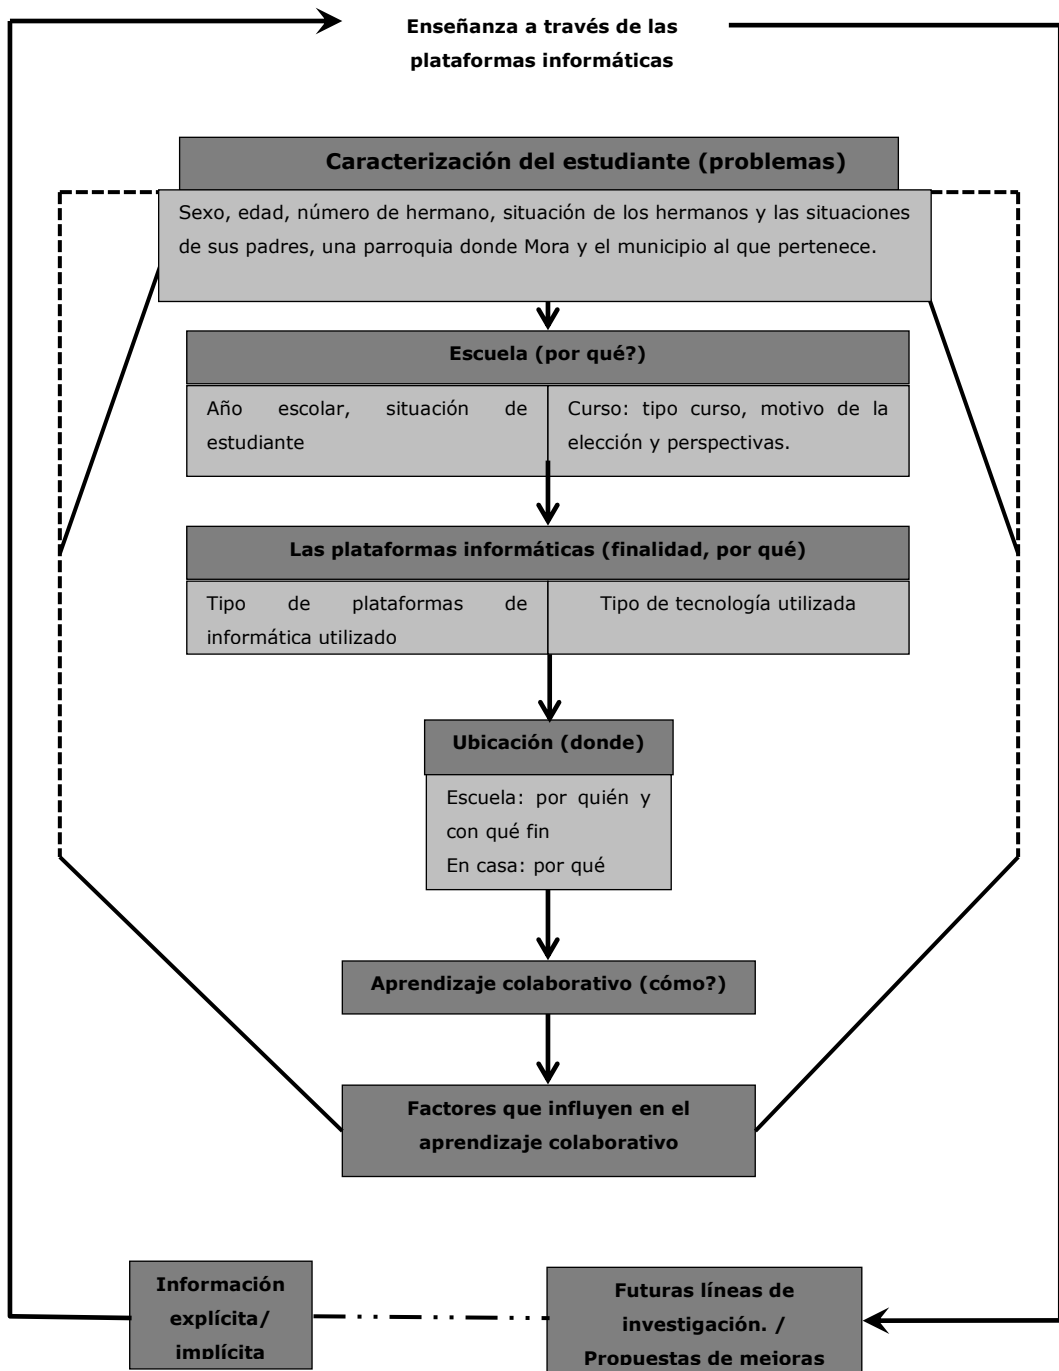 Enseñanza a través de las
plataformas informáticas
Caracterización del estudiante (problemas)
Sexo, edad, número de hermano, situación de los hermanos y las situaciones
de sus padres, una parroquia donde Mora y el municipio al que pertenece.
Escuela (por qué?)
Año escolar, situación de
estudiante
Curso: tipo curso, motivo de la
elección y perspectivas.
Las plataformas informáticas (finalidad, por qué)
Tipo de plataformas de
informática utilizado
Tipo de tecnología utilizada
Ubicación (donde)
Escuela: por quién y
con qué fin
En casa: por qué
Aprendizaje colaborativo (cómo?)
Factores que influyen en el
aprendizaje colaborativo
Información
explícita/
implícita
Futuras líneas de
investigación. /
Propuestas de mejoras